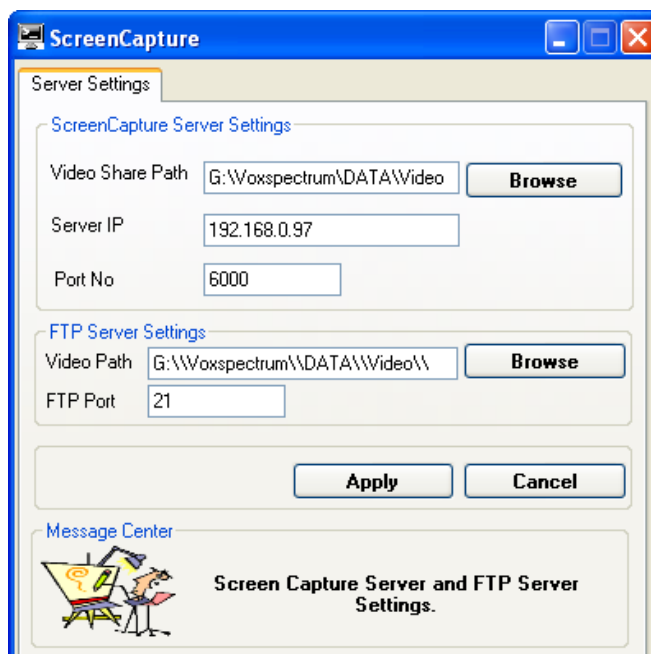 ScreenCapture
Server Settings
ScreenCapture Server Settings
Video Share Path G:\Voxspectrum\DATA\Video Browse
Server IP 192.168.0.97
Port No 6000
FTP Server Settings
Video Path G:\\Voxspectrum\\DATA\\Video\\ Browse
FTP Port 21
Apply Cancel
Message Center
Screen Capture Server and FTP Server
Settings.